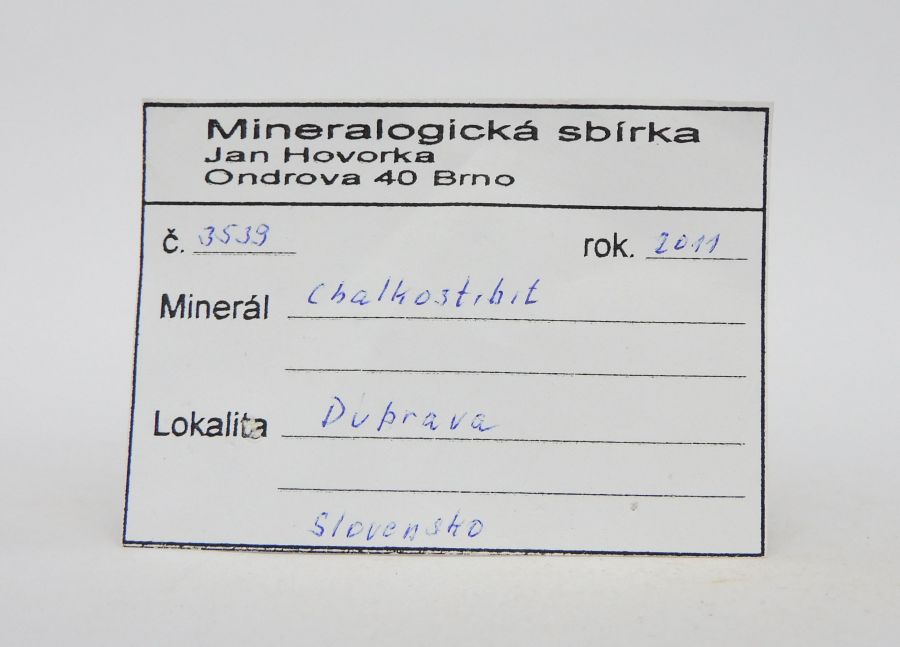 Mineralogická sbírka
Jan Hovorka
Ondrova 40 Brno
č. 3539 rok. 2011
Minerál Chalkostibit
Lokalita Dúbrava
Slovensko